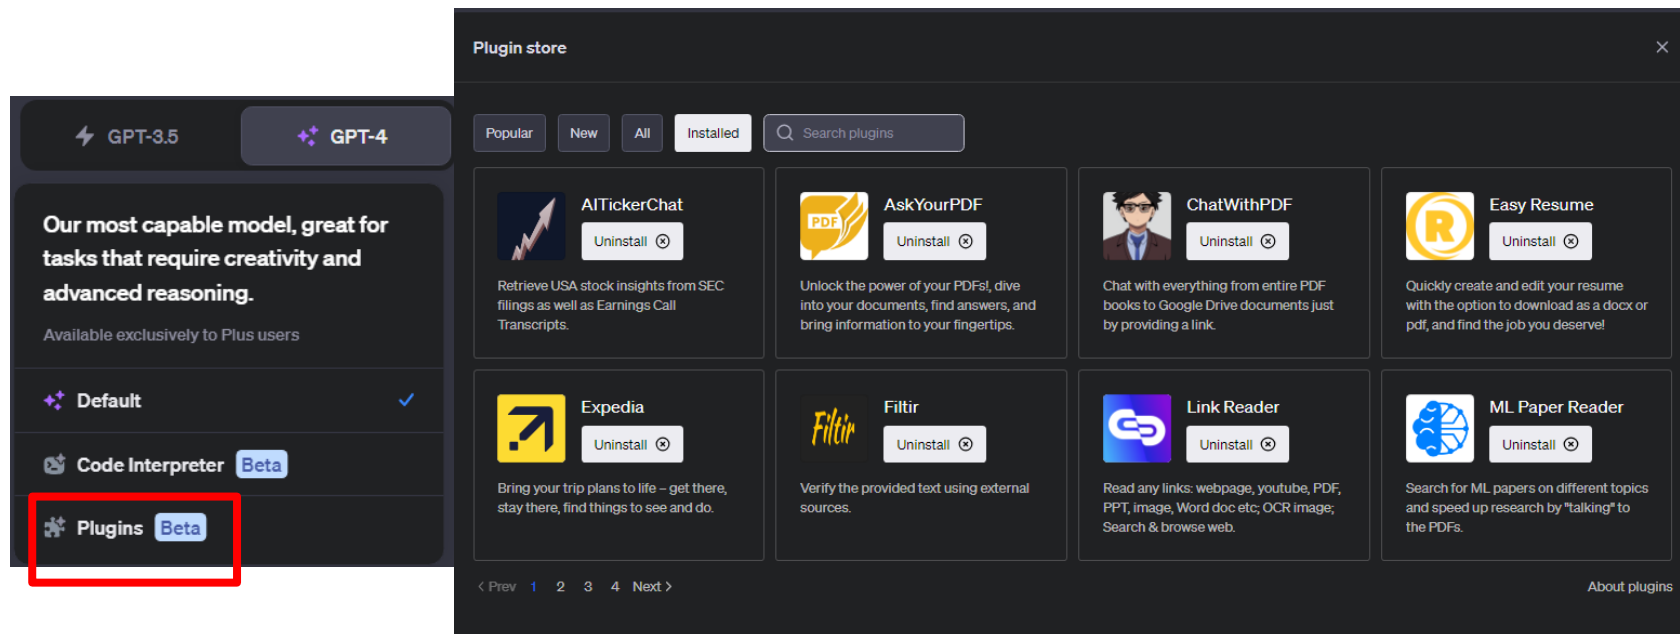 GPT-3.5
GPT-4
Our most capable model, great for
tasks that require creativity and
advanced reasoning.
Available exclusively to Plus users
Default
Code Interpreter Beta
Plugins Beta
Plugin store
Popular
New
All
Installed
Search plugins
AITickerChat
Uninstall
Retrieve USA stock insights from SEC
filings as well as Earnings Call
Transcripts.
PDF
AskYourPDF
Uninstall
Unlock the power of your PDFs!, dive
into your documents, find answers, and
bring information to your fingertips.
ChatWithPDF
Uninstall
Chat with everything from entire PDF
books to Google Drive documents just
by providing a link.
R
Easy Resume
Uninstall
Quickly create and edit your resume
with the option to download as a docx or
pdf, and find the job you deserve!
Expedia
Uninstall
Bring your trip plans to life – get there,
stay there, find things to see and do.
Filtir
Filtir
Uninstall
Verify the provided text using external
sources.
Link Reader
Uninstall
Read any links: webpage, youtube, PDF,
PPT, image, Word doc etc; OCR image;
Search & browse web.
ML Paper Reader
Uninstall
Search for ML papers on different topics
and speed up research by "talking" to
the PDFs.
< Prev 1 2 3 4 Next >
About plugins